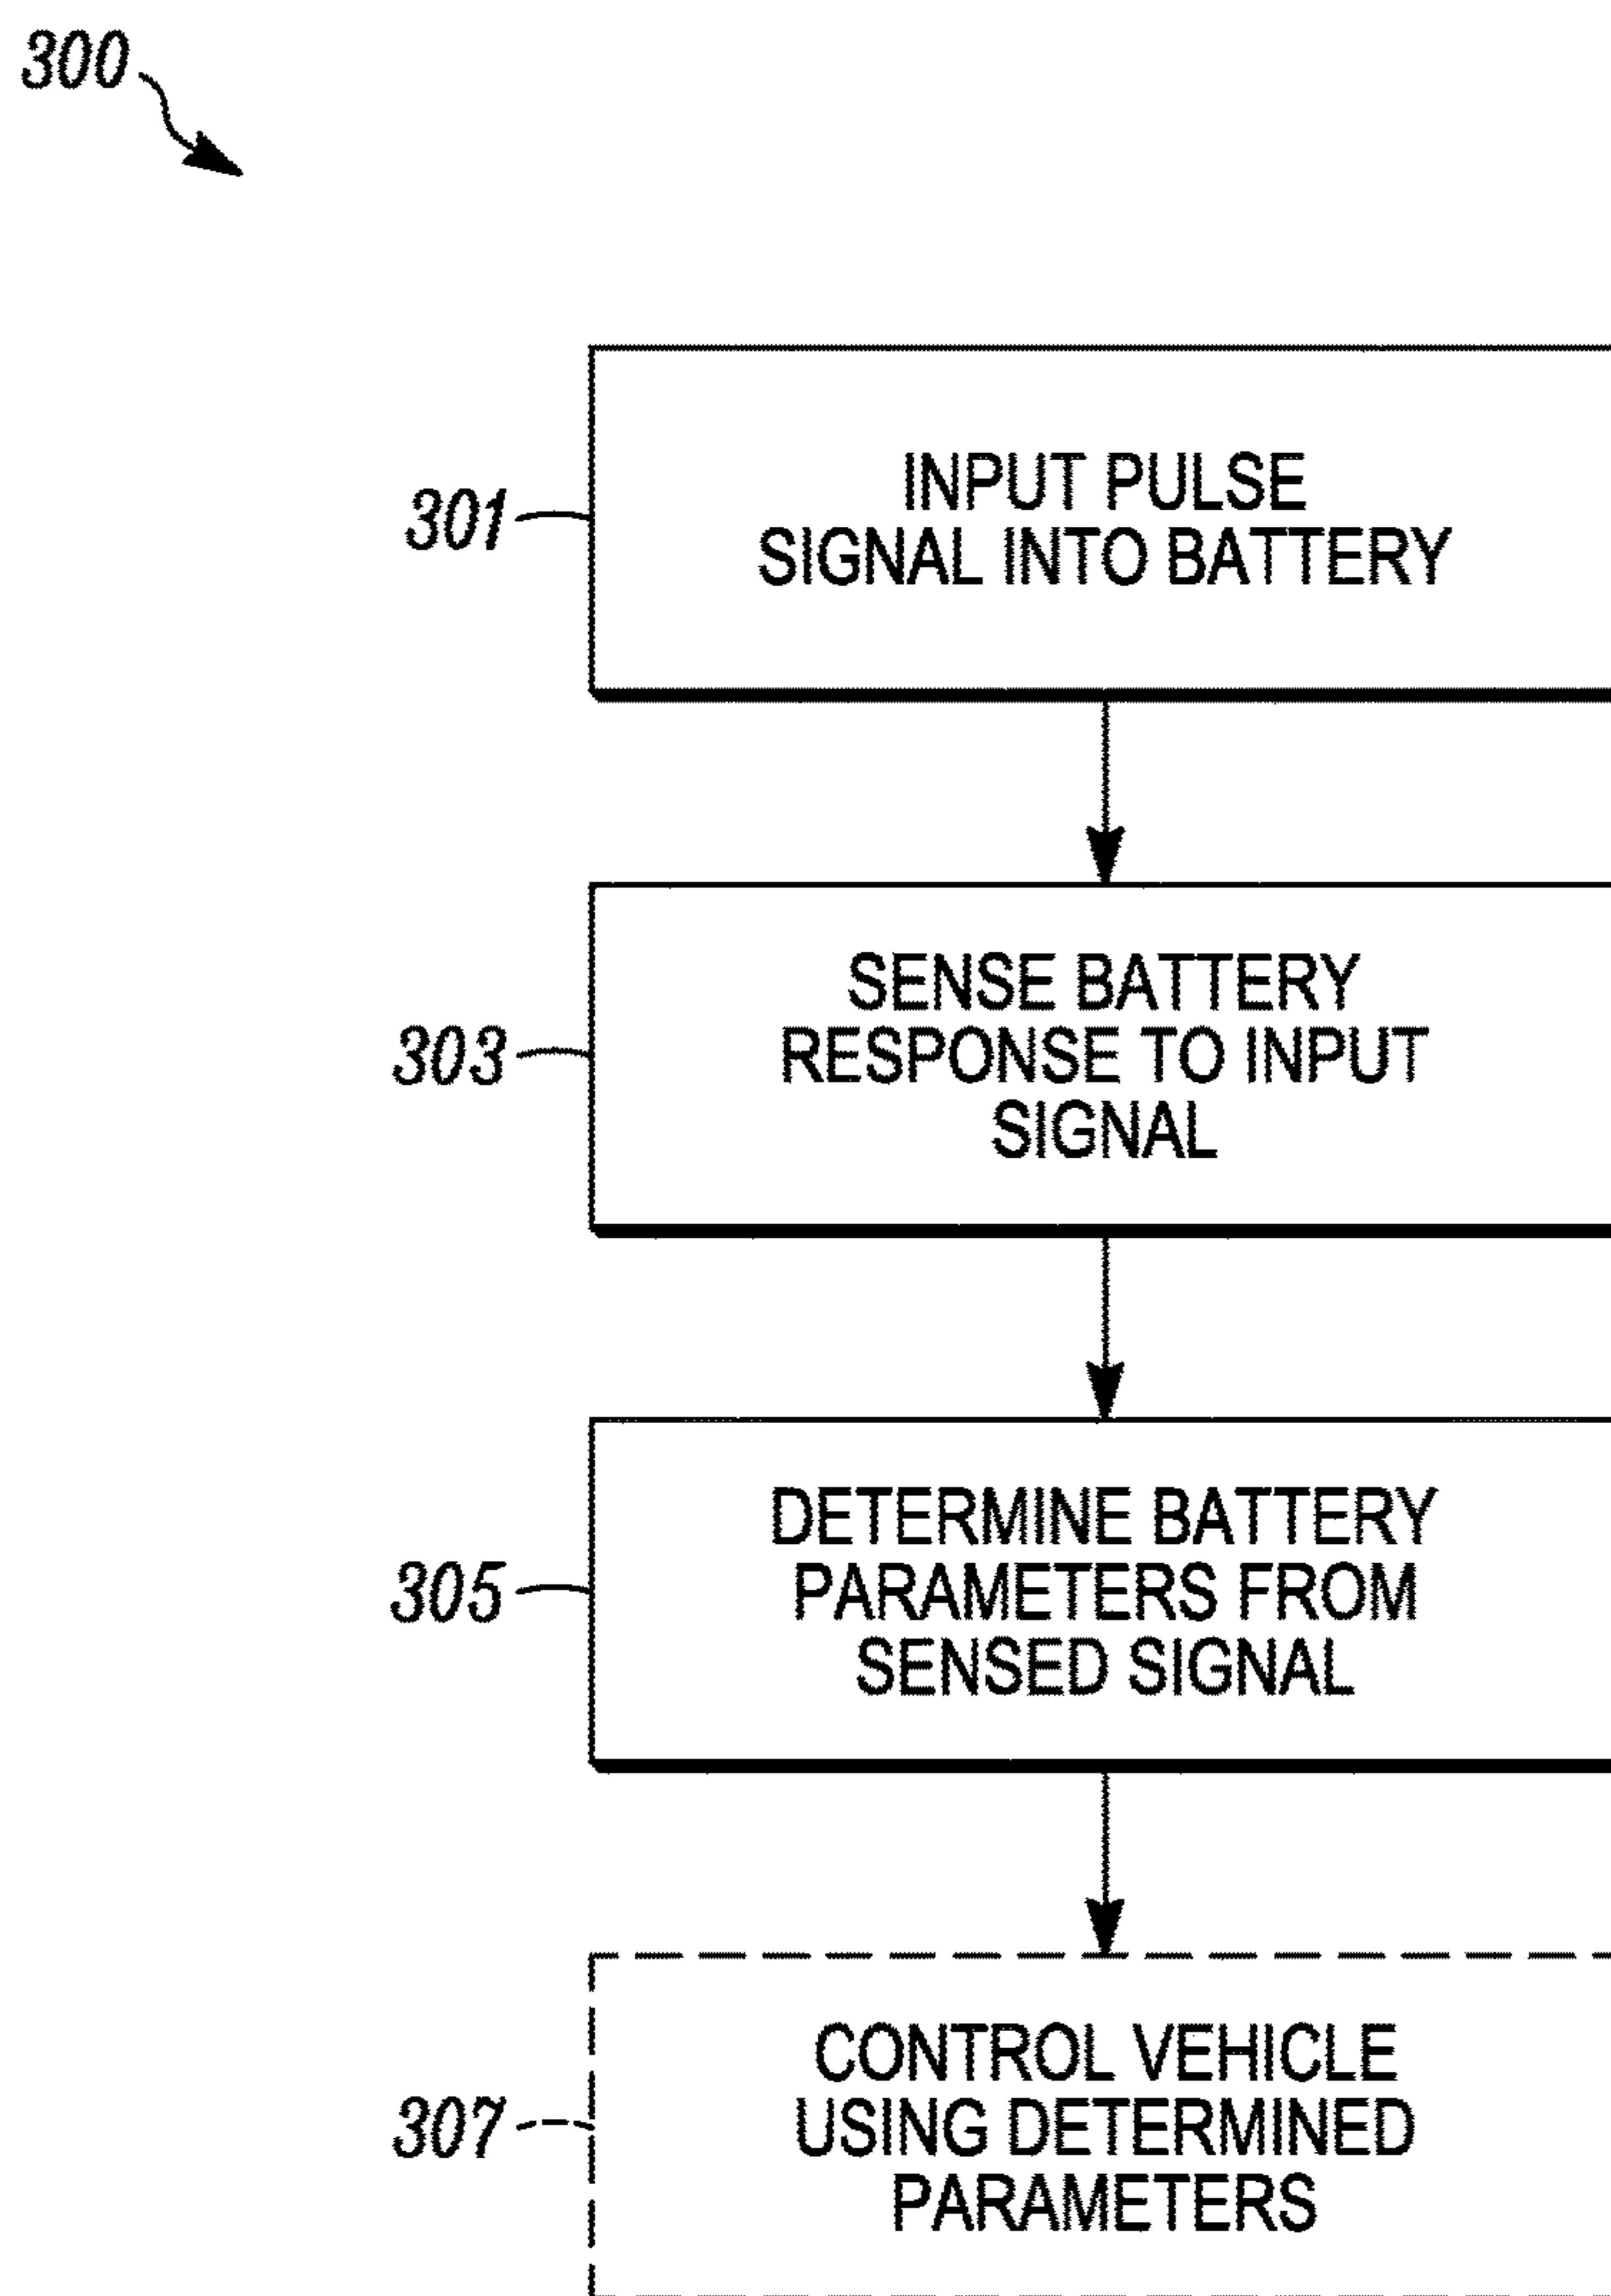 300
301
INPUT PULSE
SIGNAL INTO BATTERY
303
SENSE BATTERY
RESPONSE TO INPUT
SIGNAL
305
DETERMINE BATTERY
PARAMETERS FROM
SENSED SIGNAL
307
CONTROL VEHICLE
USING DETERMINED
PARAMETERS